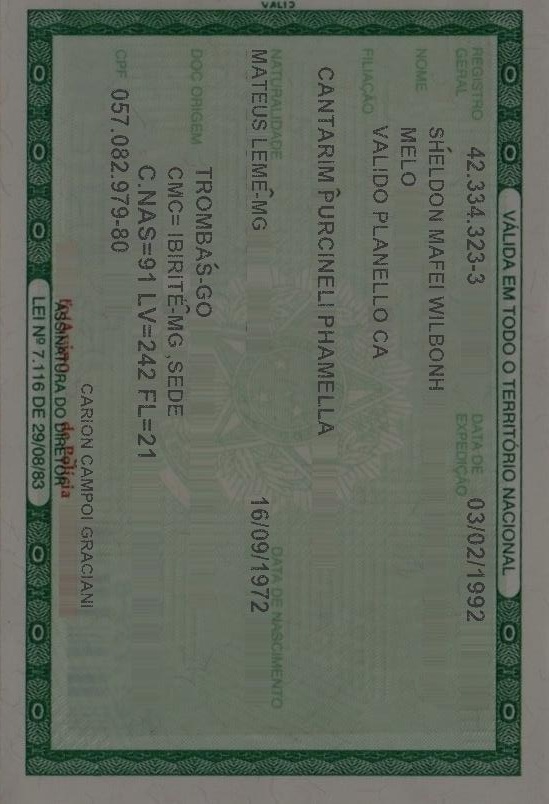 VALID
VÁLIDA EM TODO O TERRITÓRIO NACIONAL
REGISTRO GERAL 42.334.323-3 DATA DE EXPEDIÇÃO 03/02/1992
NOME
SHELDON MAFEI WILBONH
MELO
FILIAÇÃO
VALIDO PLANELLO CA
CANTARIM PURCINELI PHAMELLA
NATURALIDADE DATA DE NASCIMENTO
MATEUS LEME-MG 16/09/1972
DOC ORIGEM
TROMBAS-GO
CMC= IBIRITÉ-MG ,SEDE
C.NAS=91 LV=242 FL=21
CPF 057.082.979-80
CARION CAMPOI GRACIANI
ASSINATURA DO DIRETOR
LEI Nº 7.116 DE 29/08/83